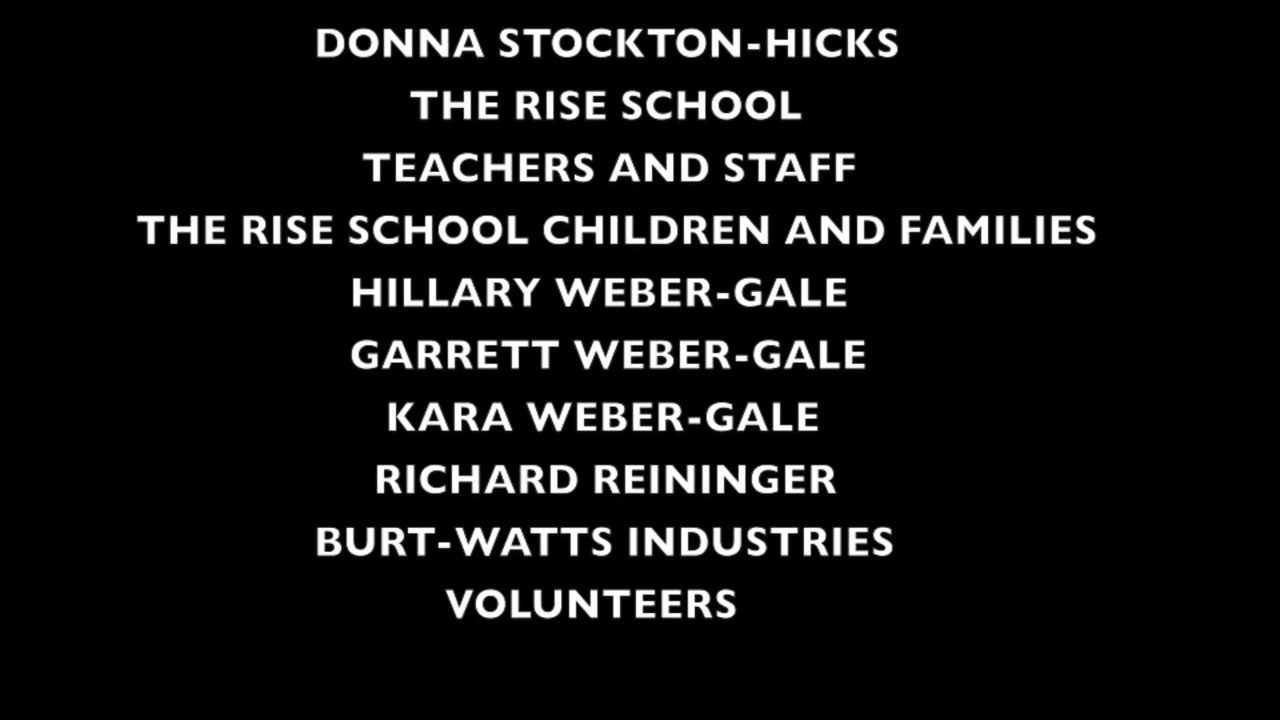 DONNA STOCKTON-HICKS
THE RISE SCHOOL
TEACHERS AND STAFF
THE RISE SCHOOL CHILDREN AND FAMILIES
HILLARY WEBER-GALE
GARRETT WEBER-GALE
KARA WEBER-GALE
RICHARD REININGER
BURT-WATTS INDUSTRIES
VOLUNTEERS